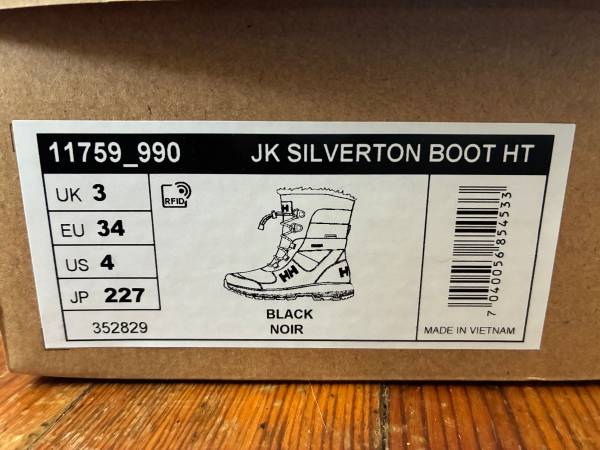 11759_990 JK SILVERTON BOOT HT
UK 3
RFID
EU 34
US 4
JP 227
352829
H
HH
H
BLACK
NOIR
7 040056 854533
MADE IN VIETNAM